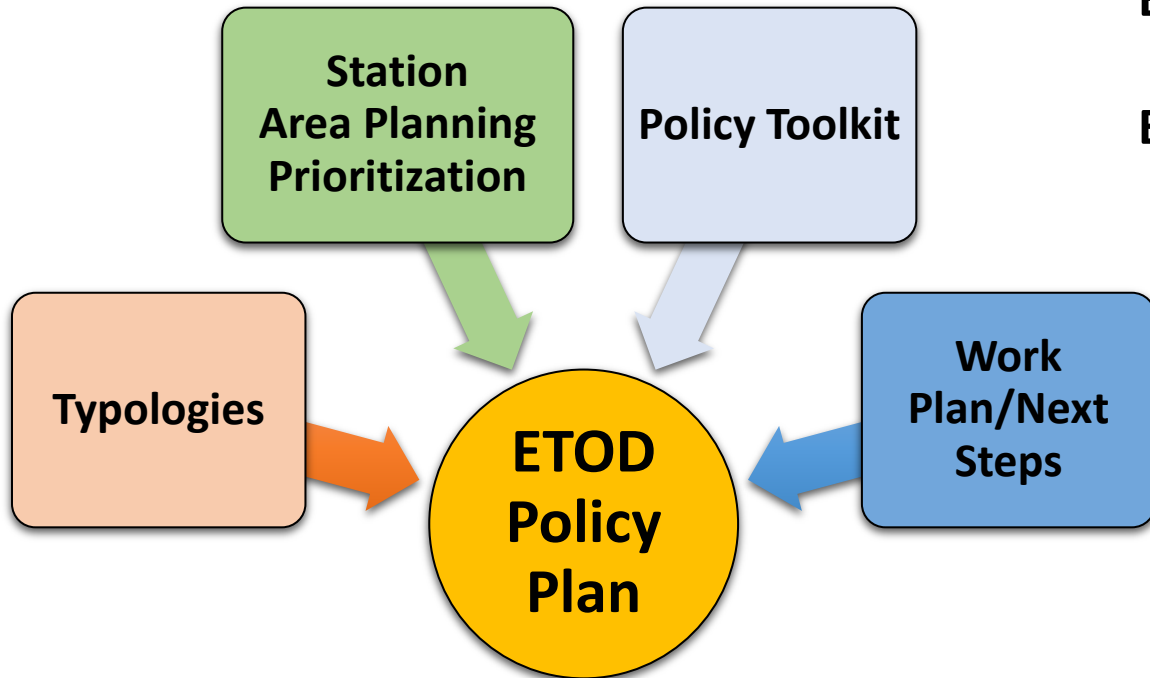 Station
Area Planning
Prioritization
Policy Toolkit
Typologies
Work
Plan/Next
Steps
ETOD
Policy
Plan